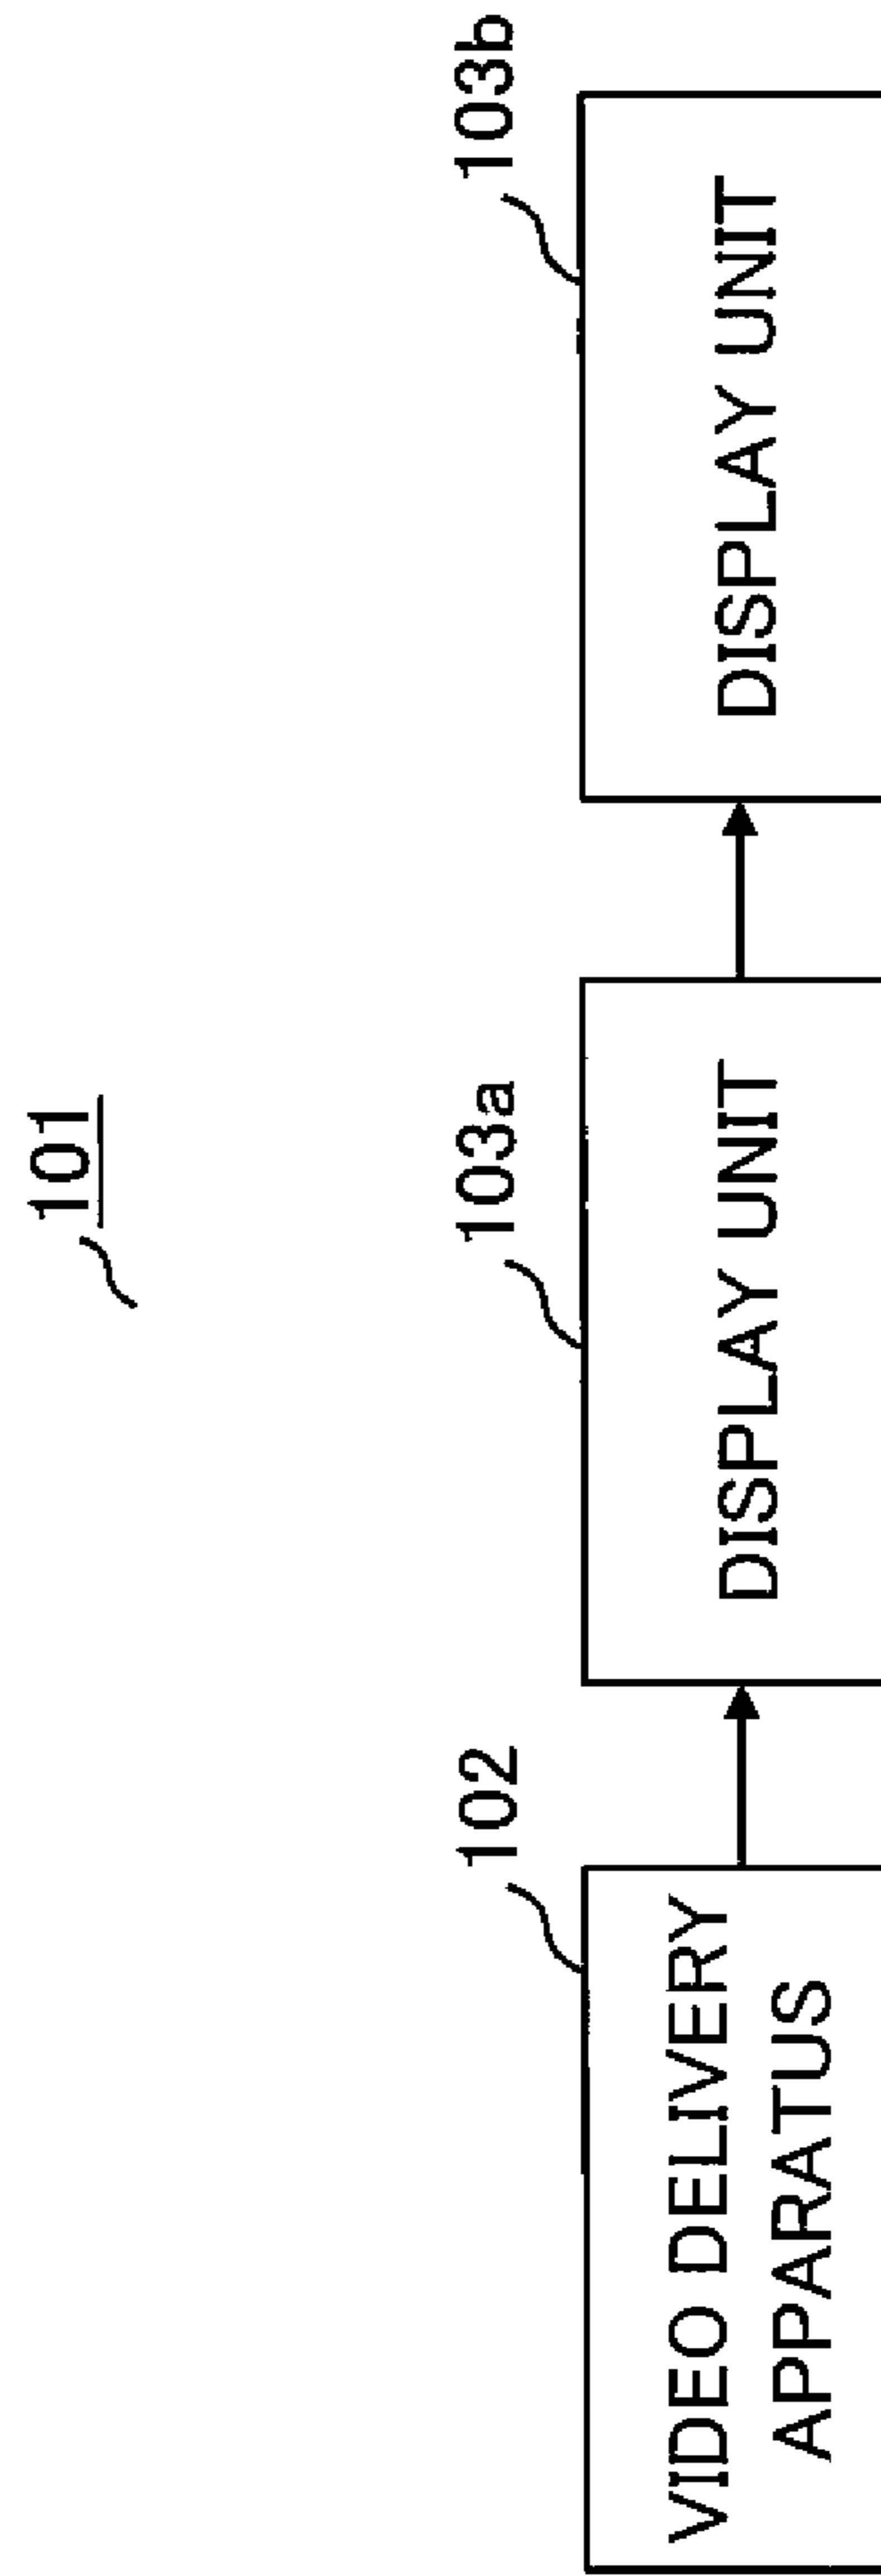 101
102
103a
103b
VIDEO DELIVERY
APPARATUS
DISPLAY UNIT
DISPLAY UNIT